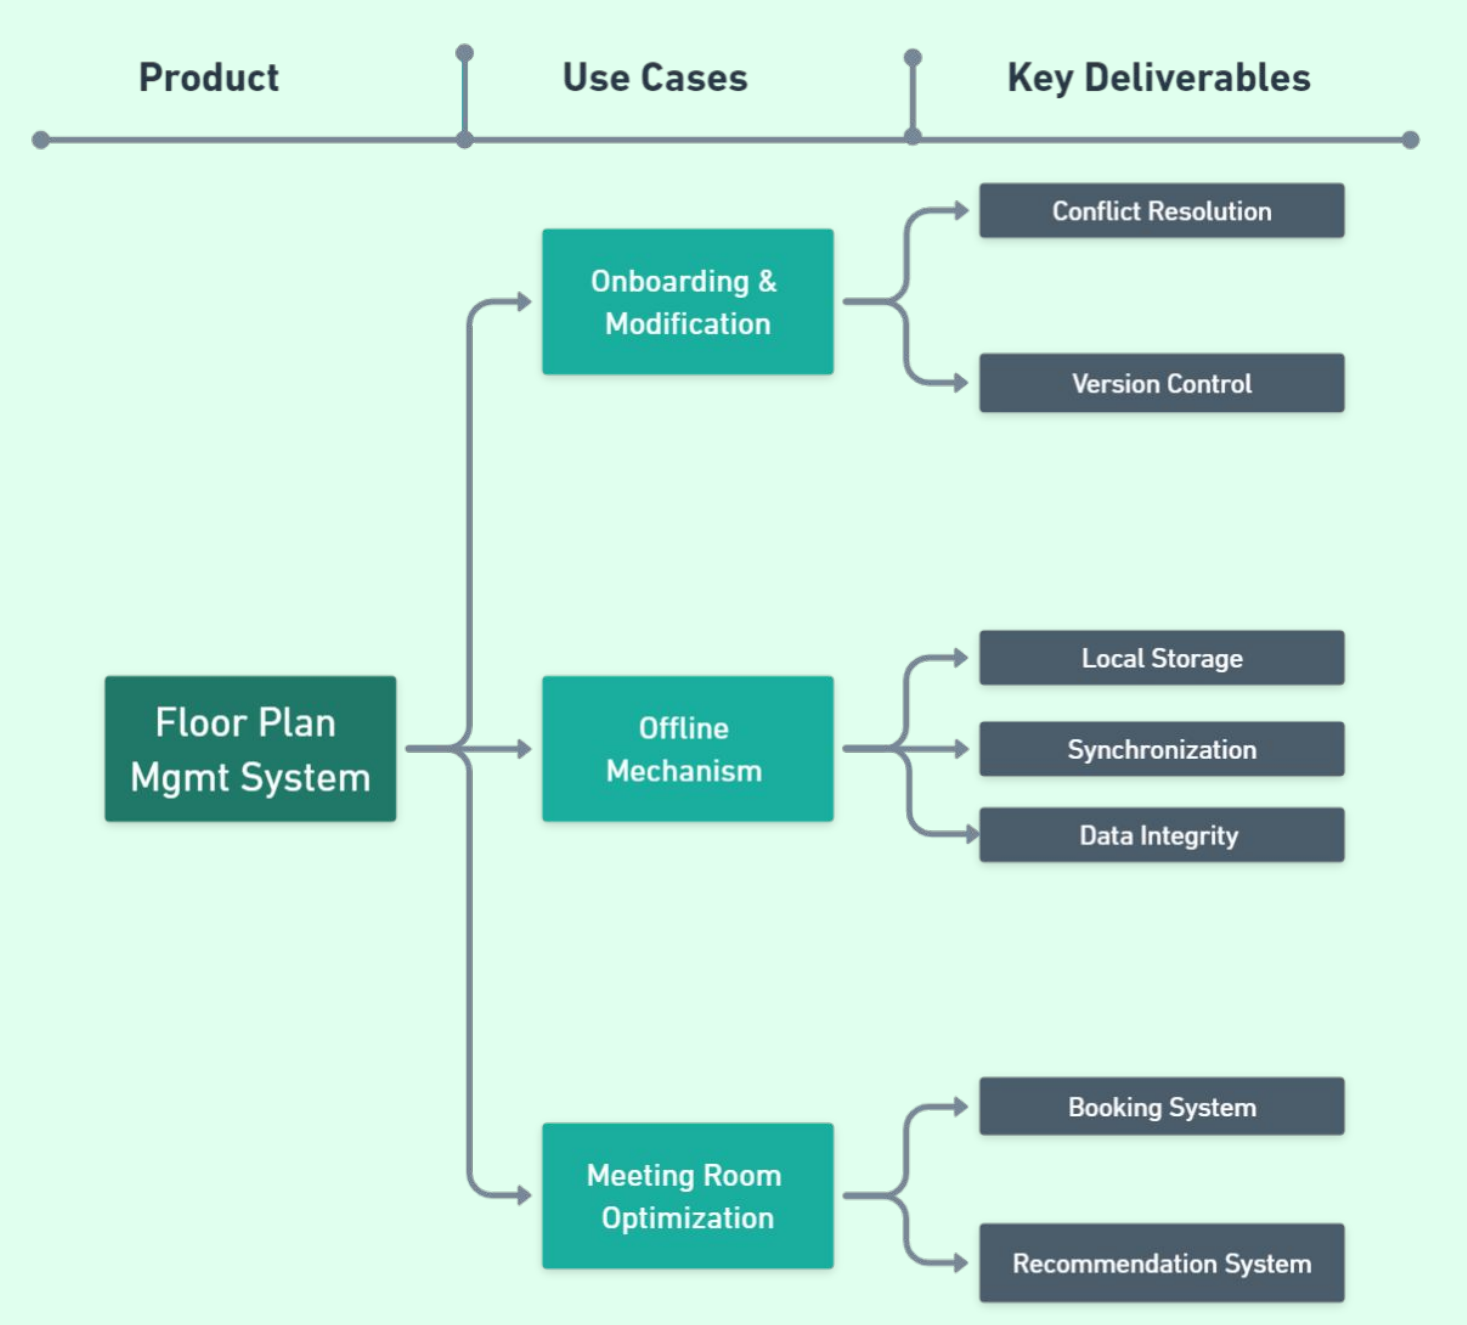 Product
Use Cases
Key Deliverables
Floor Plan
Mgmt System
Onboarding &
Modification
Conflict Resolution
Version Control
Offline
Mechanism
Local Storage
Synchronization
Data Integrity
Meeting Room
Optimization
Booking System
Recommendation System